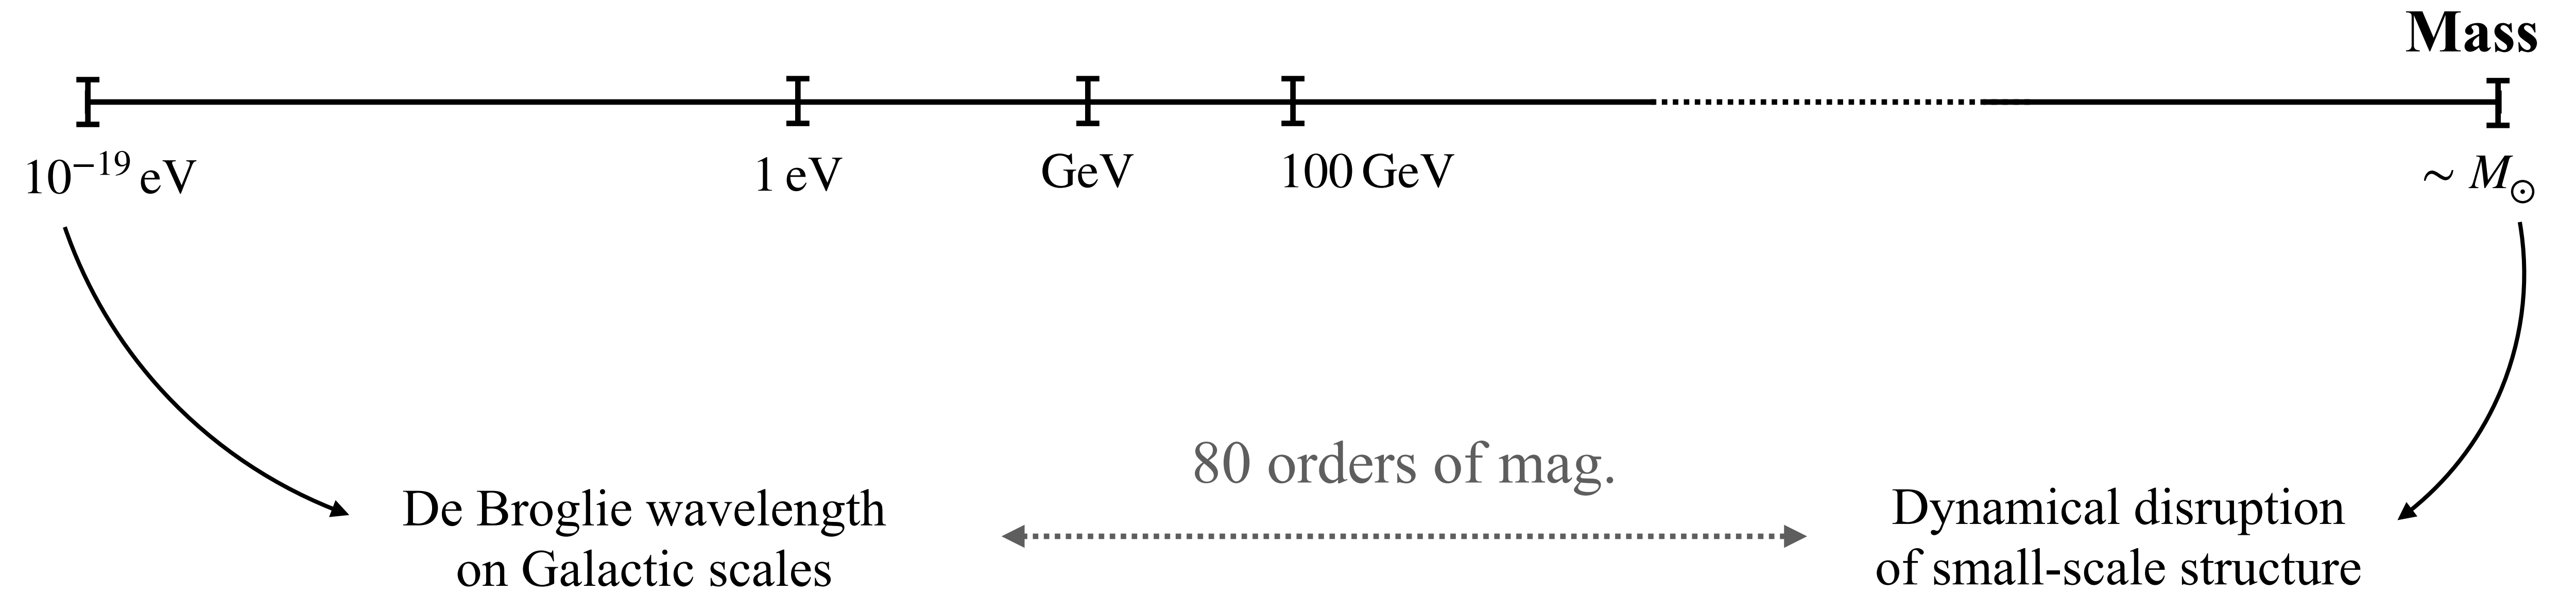 Mass
10⁻¹⁹ eV
1 eV
GeV
100 GeV
~ M☉
80 orders of mag.
De Broglie wavelength
on Galactic scales
Dynamical disruption
of small-scale structure